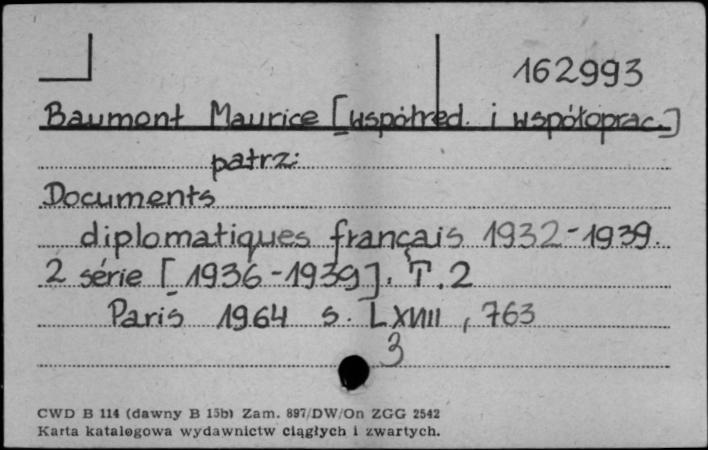 162993
Baumont Maurice [współred. i współoprac.]
patrz:
Documents
diplomatiques français 1932-1939.
2 série [1936-1939]. T.2
Paris 1964 s. LXVIII, 763
3
CWD B 114 (dawny B 15b) Zam. 897/DW/On ZGG 2542
Karta katalogowa wydawnictw ciągłych i zwartych.